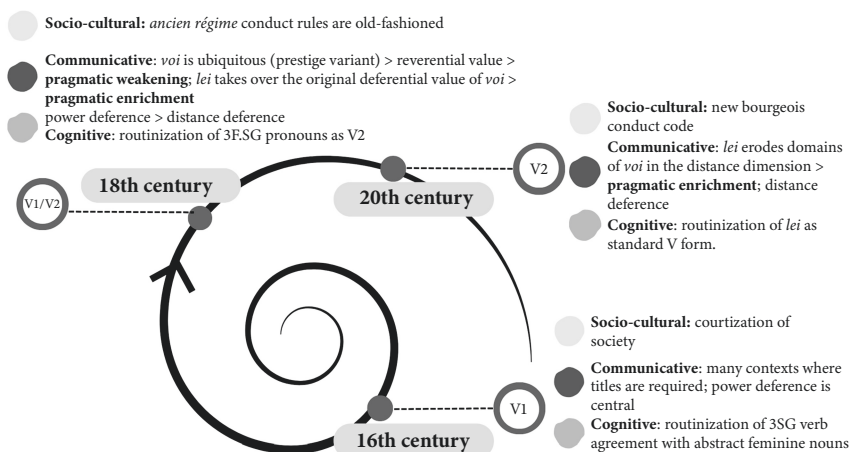 Socio-cultural: ancien régime conduct rules are old-fashioned
Communicative: voi is ubiquitous (prestige variant) > reverential value >
pragmatic weakening; lei takes over the original deferential value of voi >
pragmatic enrichment
power deference > distance deference
Cognitive: routinization of 3F.SG pronouns as V2
18th century
V1/V2
20th century
V2
Socio-cultural: new bourgeois
conduct code
Communicative: lei erodes domains
of voi in the distance dimension >
pragmatic enrichment; distance
deference
Cognitive: routinization of lei as
standard V form.
16th century
V1
Socio-cultural: courtization of
society
Communicative: many contexts where
titles are required; power deference is
central
Cognitive: routinization of 3SG verb
agreement with abstract feminine nouns